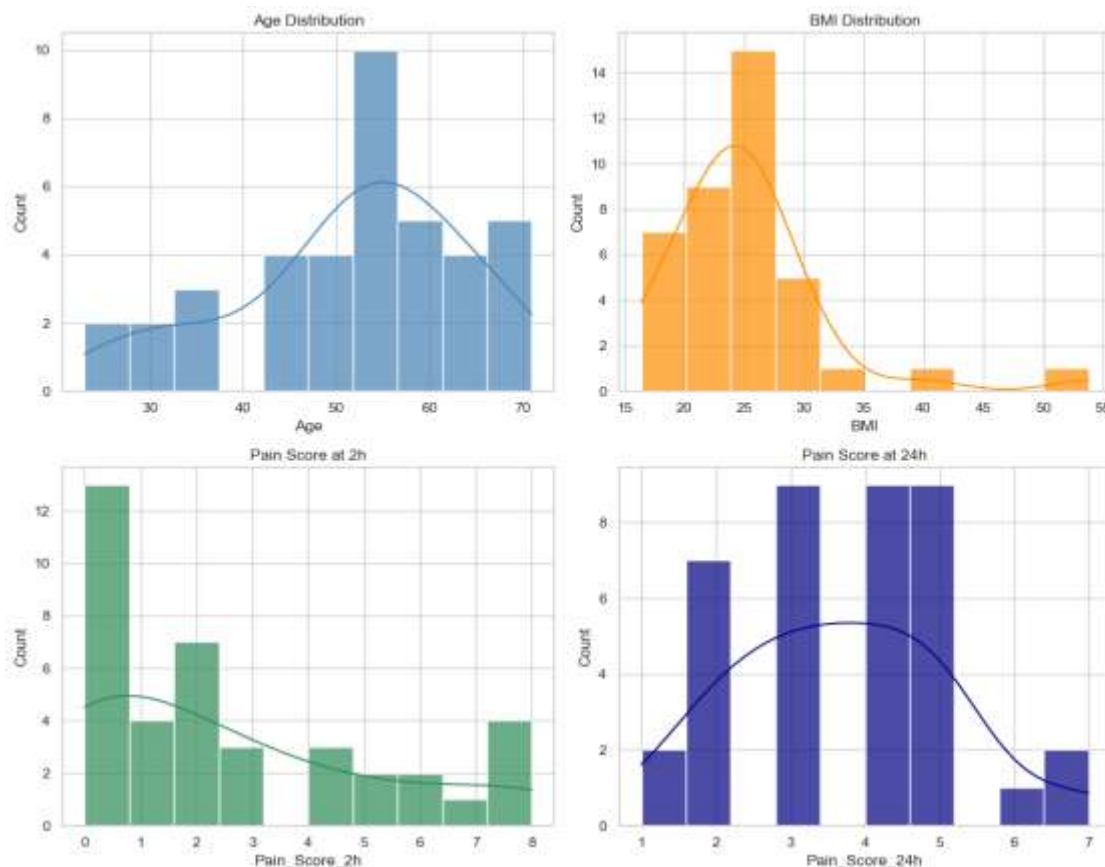 Age Distribution
10
8
6
4
2
0
Count
30 40 50 60 70
Age
BMI Distribution
14
12
10
8
6
4
2
0
Count
15 20 25 30 35 40 45 50 55
BMI
Pain Score at 2h
12
10
8
6
4
2
0
Count
0 1 2 3 4 5 6 7 8
Pain_Score_2h
Pain Score at 24h
8
6
4
2
0
Count
1 2 3 4 5 6 7
Pain_Score_24h